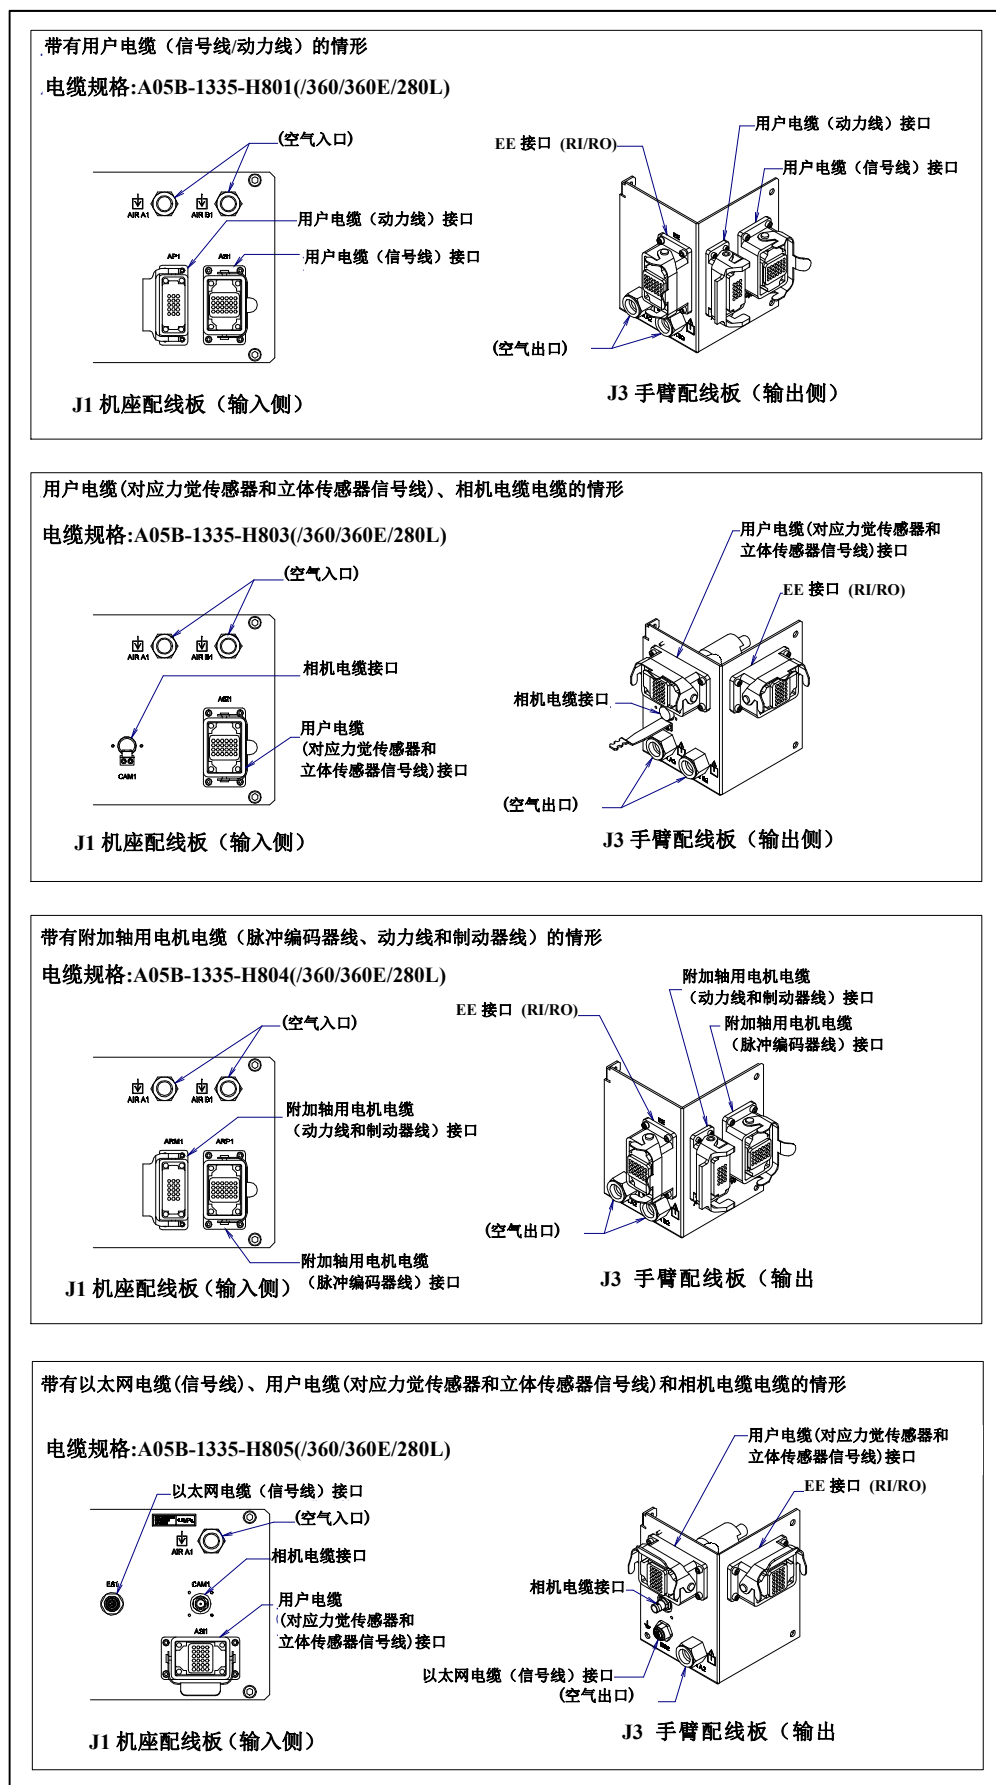 带有用户电缆（信号线/动力线）的情形
电缆规格:A05B-1335-H801(/360/360E/280L)
(空气入口)
AIR A1
AIR B1
用户电缆（动力线）接口
AP1
AS1
用户电缆（信号线）接口
J1 机座配线板（输入侧）
EE 接口 (RI/RO)
用户电缆（动力线）接口
用户电缆（信号线）接口
EE
(空气出口)
J3 手臂配线板（输出侧）
用户电缆(对应力觉传感器和立体传感器信号线)、相机电缆电缆的情形
电缆规格:A05B-1335-H803(/360/360E/280L)
(空气入口)
AIR A1
AIR B1
相机电缆接口
ASI1
用户电缆
(对应力觉传感器和
立体传感器信号线)接口
CAM1
J1 机座配线板（输入侧）
用户电缆(对应力觉传感器和
立体传感器信号线)接口
EE 接口 (RI/RO)
相机电缆接口
(空气出口)
J3 手臂配线板（输出侧）
带有附加轴用电机电缆（脉冲编码器线、动力线和制动器线）的情形
电缆规格:A05B-1335-H804(/360/360E/280L)
(空气入口)
AIR A1
AIR B1
附加轴用电机电缆
（动力线和制动器线）接口
ARM1
ARP1
附加轴用电机电缆
（脉冲编码器线）接口
J1 机座配线板（输入侧）
附加轴用电机电缆
（动力线和制动器线）接口
EE 接口 (RI/RO)
附加轴用电机电缆
（脉冲编码器线）接口
EE
(空气出口)
J3 手臂配线板（输出
带有以太网电缆(信号线)、用户电缆(对应力觉传感器和立体传感器信号线)和相机电缆电缆的情形
电缆规格:A05B-1335-H805(/360/360E/280L)
以太网电缆（信号线）接口
(空气入口)
AIR A1
相机电缆接口
ES1
CAM1
用户电缆
(对应力觉传感器和
立体传感器信号线)接口
ASI1
J1 机座配线板（输入侧）
用户电缆(对应力觉传感器和
立体传感器信号线)接口
EE 接口 (RI/RO)
相机电缆接口
以太网电缆（信号线）接口
(空气出口)
J3 手臂配线板（输出